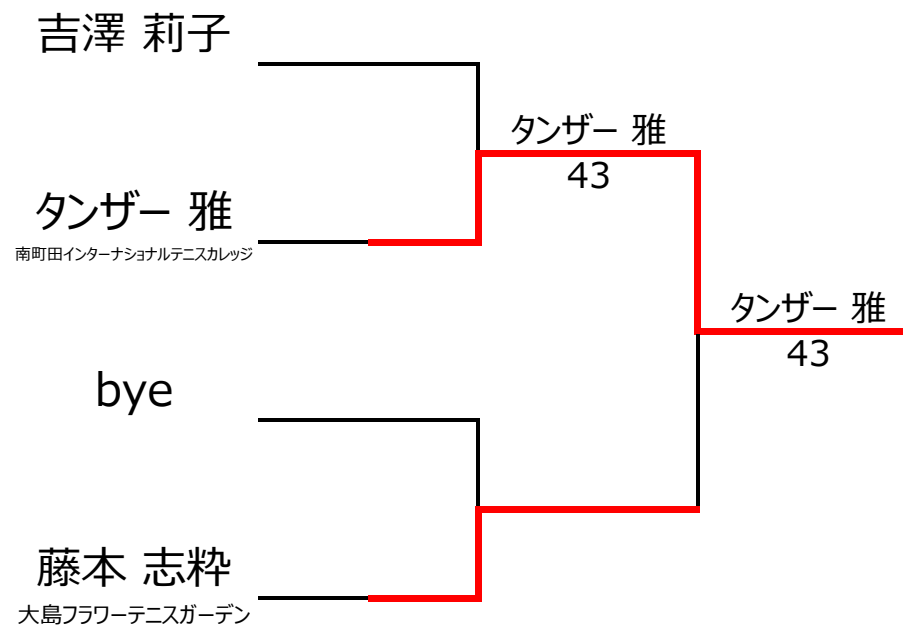 吉澤 莉子
タンザー 雅
43
タンザー 雅
南町田インターナショナルテニスカレッジ
タンザー 雅
43
bye
藤本 志粋
大島フラワーテニスガーデン